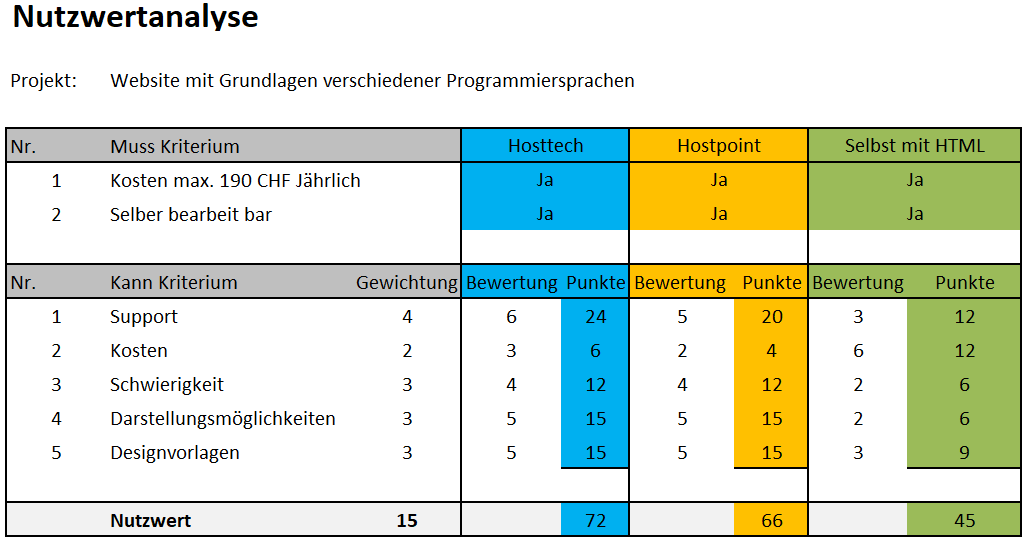 Nutzwertanalyse
Projekt: Website mit Grundlagen verschiedener Programmiersprachen
Nr. Muss Kriterium Hosttech Hostpoint Selbst mit HTML
1 Kosten max. 190 CHF Jährlich Ja Ja Ja
2 Selber bearbeit bar Ja Ja Ja
Nr. Kann Kriterium Gewichtung Bewertung Punkte Bewertung Punkte Bewertung Punkte
1 Support 4 6 24 5 20 3 12
2 Kosten 2 3 6 2 4 6 12
3 Schwierigkeit 3 4 12 4 12 2 6
4 Darstellungsmöglichkeiten 3 5 15 5 15 2 6
5 Designvorlagen 3 5 15 5 15 3 9
Nutzwert 15 72 66 45